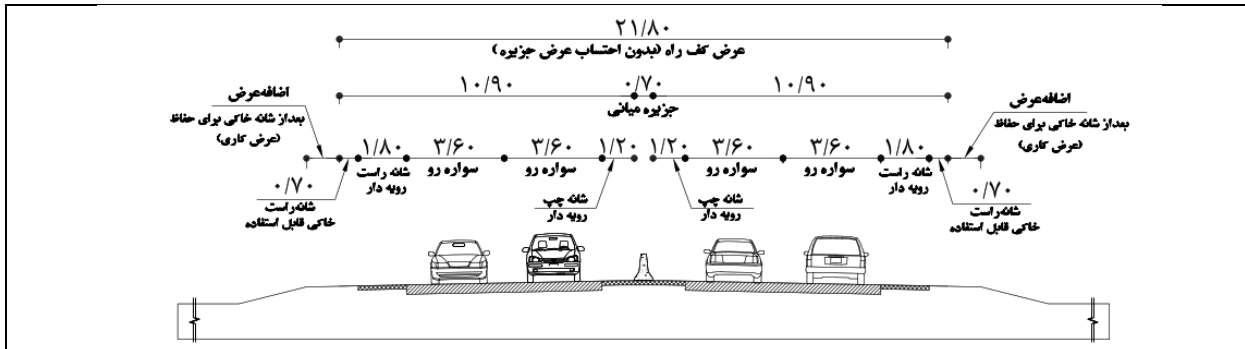 ۲۱/۸۰
عرض کف راه (بدون احتساب عرض جزیره)
۱۰/۹۰
۰/۷۰
۱۰/۹۰
جزیره میانی
اضافه‌عرض
بعداز شانه خاکی برای حفاظ
(عرض کاری)
اضافه‌عرض
بعداز شانه خاکی برای حفاظ
(عرض کاری)
۱/۸۰
۳/۶۰
۳/۶۰
۱/۲۰
۱/۲۰
۳/۶۰
۳/۶۰
۱/۸۰
شانه راست
رویه دار
سواره رو
سواره رو
سواره رو
سواره رو
شانه راست
رویه دار
۰/۷۰
شانه‌راست
خاکی قابل استفاده
شانه چپ
رویه دار
شانه چپ
رویه دار
۰/۷۰
شانه‌راست
خاکی قابل استفاده